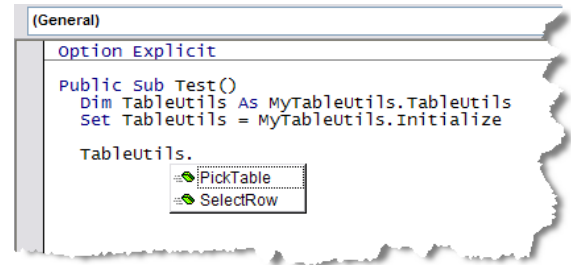 (General)
Option Explicit
Public Sub Test()
Dim TableUtils As MyTableUtils.TableUtils
Set TableUtils = MyTableUtils.Initialize
TableUtils.
PickTable
SelectRow